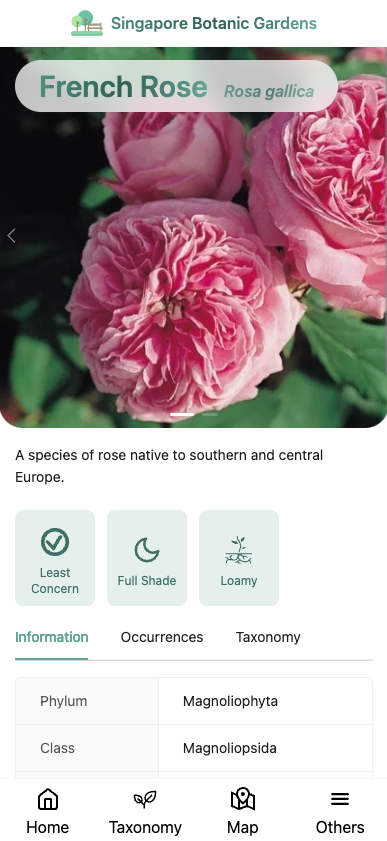 Singapore Botanic Gardens
French Rose Rosa gallica
A species of rose native to southern and central
Europe.
Least
Concern
Full Shade
Loamy
Information Occurrences Taxonomy
Phylum Magnoliophyta
Class Magnoliopsida
Home Taxonomy Map Others